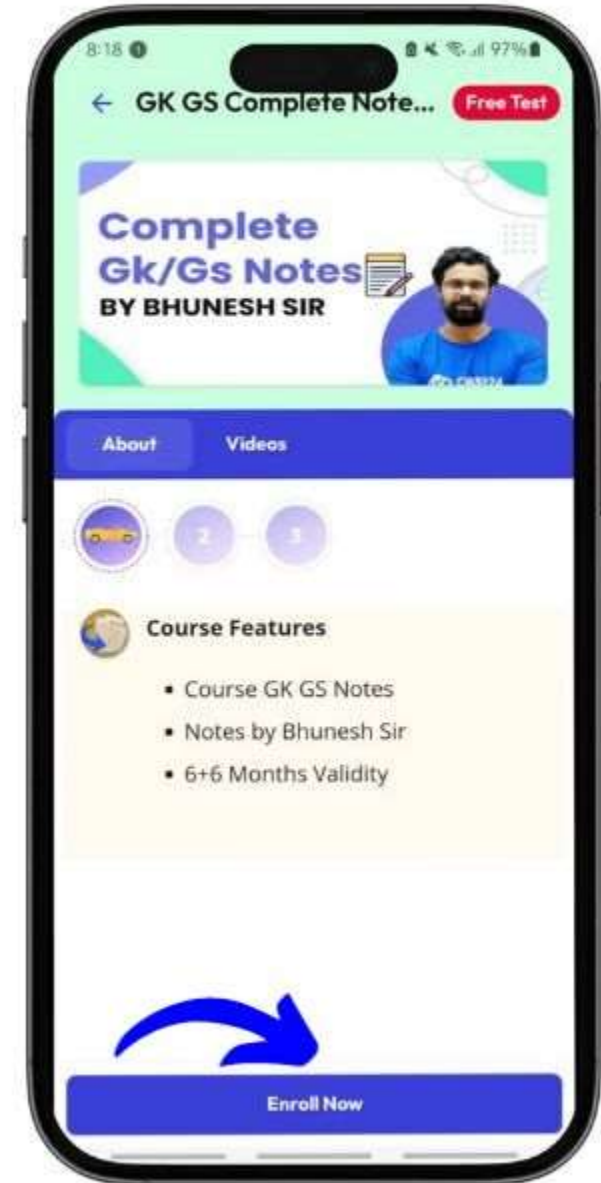 8:18
97%
GK GS Complete Note...
Free Test
Complete
Gk/Gs Notes
BY BHUNESH SIR
About
Videos
2
3
Course Features
▪ Course GK GS Notes
▪ Notes by Bhunesh Sir
▪ 6+6 Months Validity
Enroll Now